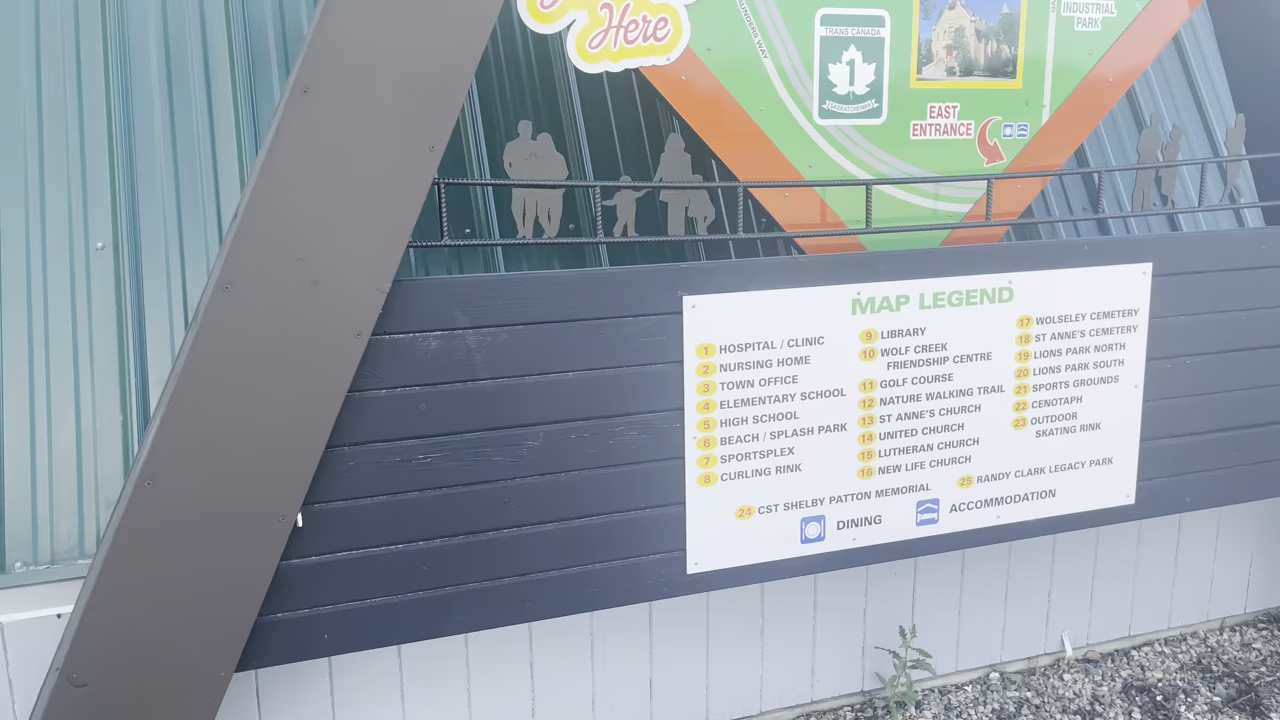 Here
UNDERS WAY
TRANS CANADA
1
SASKATCHEWAN
INDUSTRIAL
PARK
EAST
ENTRANCE
MAP LEGEND
1 HOSPITAL / CLINIC
2 NURSING HOME
3 TOWN OFFICE
4 ELEMENTARY SCHOOL
5 HIGH SCHOOL
6 BEACH / SPLASH PARK
7 SPORTSPLEX
8 CURLING RINK
9 LIBRARY
10 WOLF CREEK
FRIENDSHIP CENTRE
11 GOLF COURSE
12 NATURE WALKING TRAIL
13 ST ANNE'S CHURCH
14 UNITED CHURCH
15 LUTHERAN CHURCH
16 NEW LIFE CHURCH
17 WOLSELEY CEMETERY
18 ST ANNE'S CEMETERY
19 LIONS PARK NORTH
20 LIONS PARK SOUTH
21 SPORTS GROUNDS
22 CENOTAPH
23 OUTDOOR
SKATING RINK
24 CST SHELBY PATTON MEMORIAL
25 RANDY CLARK LEGACY PARK
DINING
ACCOMMODATION